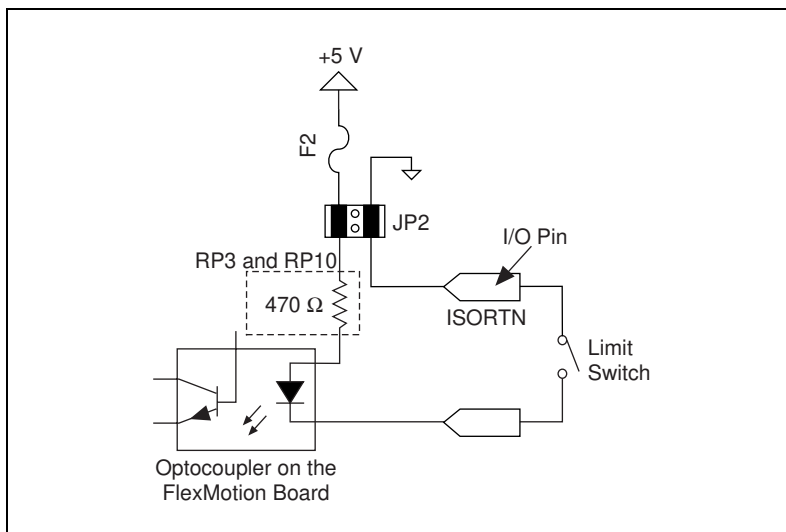 +5 V
F2
JP2
I/O Pin
RP3 and RP10
470 Ω
ISORTN
Limit
Switch
Optocoupler on the
FlexMotion Board